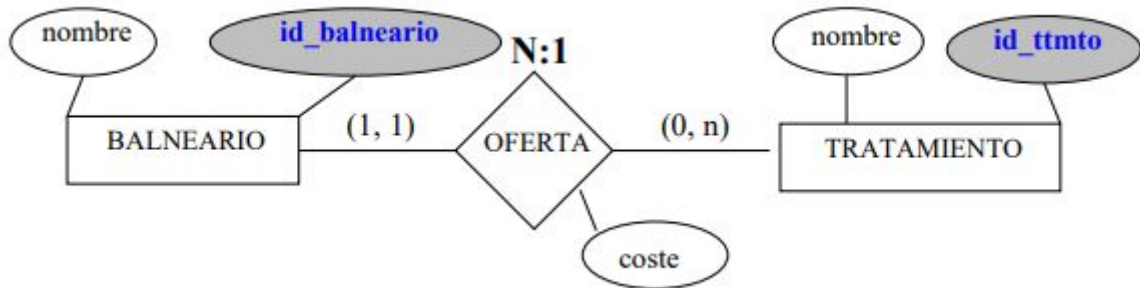 nombre
id_balneario
N:1
nombre
id_ttmto
BALNEARIO
(1, 1)
OFERTA
(0, n)
TRATAMIENTO
coste